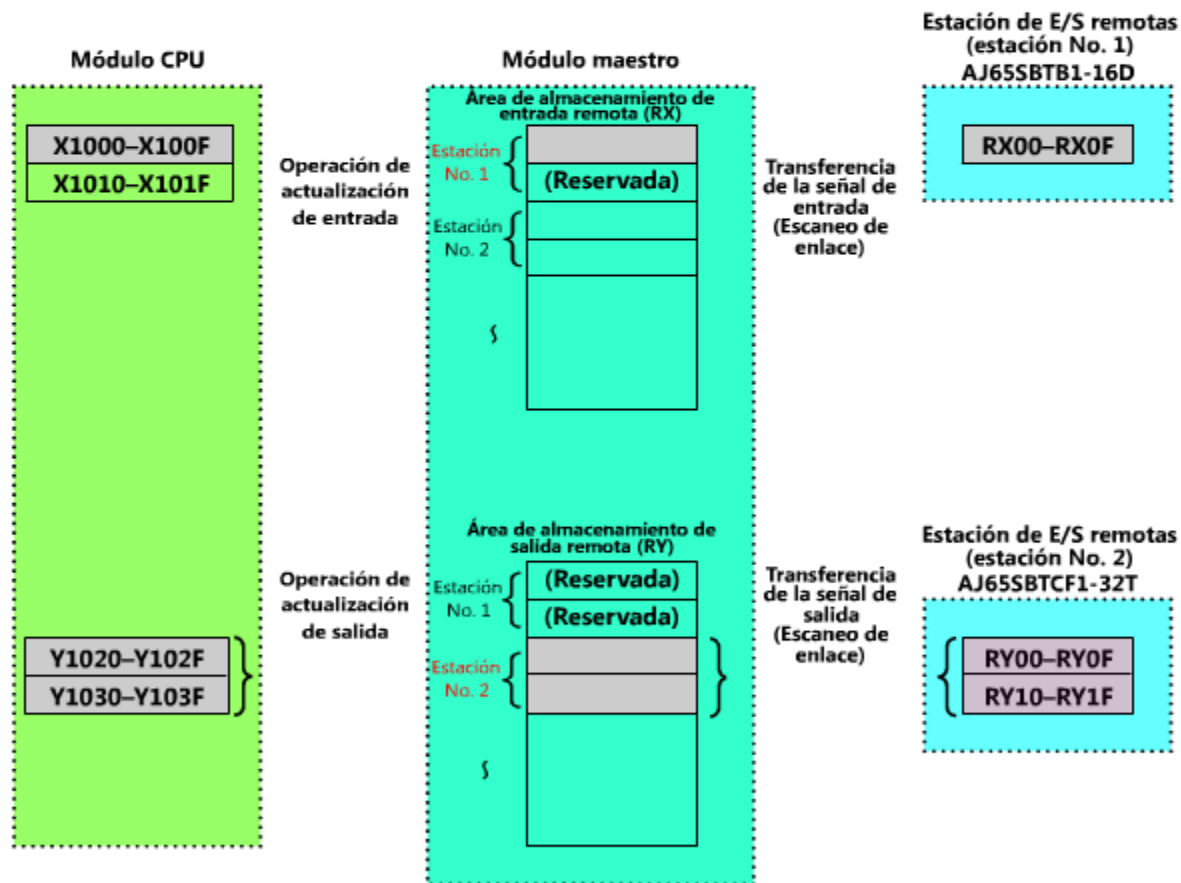 Módulo CPU
X1000–X100F
X1010–X101F
Y1020–Y102F
Y1030–Y103F
Operación de
actualización
de entrada
Operación de
actualización
de salida
Módulo maestro
Área de almacenamiento de
entrada remota (RX)
Estación
No. 1
(Reservada)
Estación
No. 2
Área de almacenamiento de
salida remota (RY)
Estación
No. 1
(Reservada)
(Reservada)
Estación
No. 2
Transferencia
de la señal de
entrada
(Escaneo de
enlace)
Transferencia
de la señal de
salida
(Escaneo de
enlace)
Estación de E/S remotas
(estación No. 1)
AJ65SBTB1-16D
RX00–RX0F
Estación de E/S remotas
(estación No. 2)
AJ65SBTCF1-32T
RY00–RY0F
RY10–RY1F